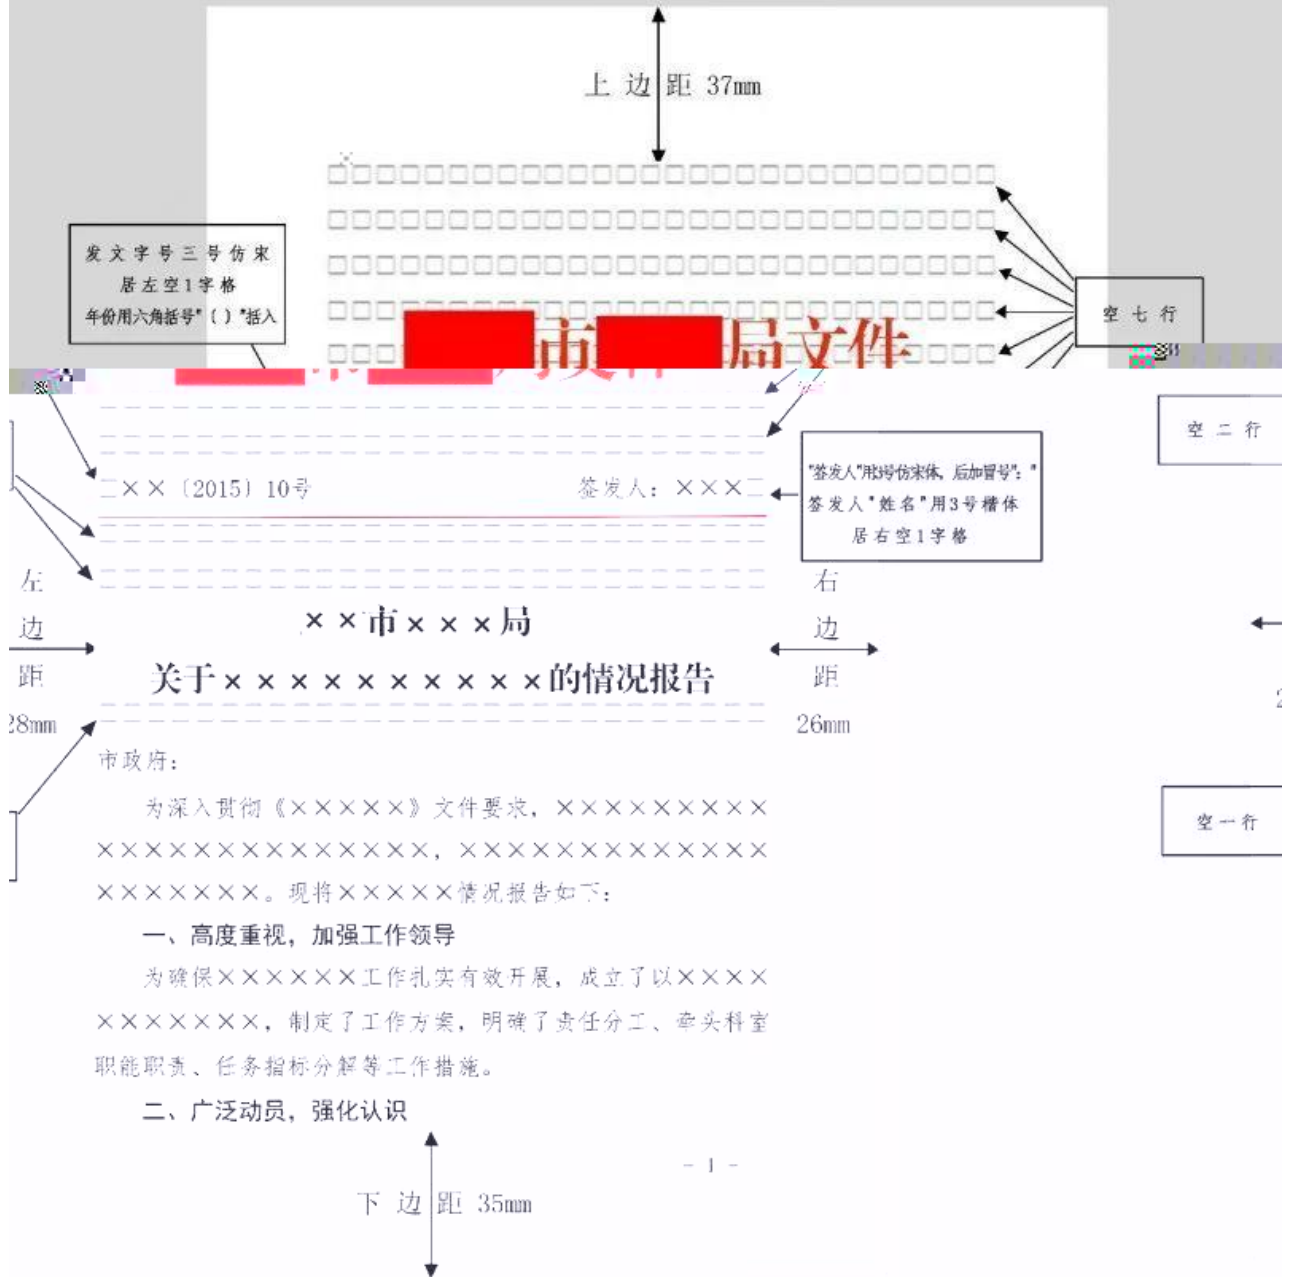 上边距 37mm
发文字号三号仿宋
居左空1字格
年份用六角括号"〔〕"括入
空七行
市 局文件
空二行
××〔2015〕10号
签发人：×××
"签发人"用3号仿宋体，后加冒号"："
签发人"姓名"用3号楷体
居右空1字格
左边距 28mm
右边距 26mm
××市×××局
关于××××××××××的情况报告
空一行
市政府：
为深入贯彻《×××××》文件要求，×××××××××
××××××××××××××，×××××××××××××
×××××××。现将×××××情况报告如下：
一、高度重视，加强工作领导
为确保××××××工作扎实有效开展，成立了以××××
×××××××，制定了工作方案，明确了责任分工、牵头科室
职能职责、任务指标分解等工作措施。
二、广泛动员，强化认识
- 1 -
下边距 35mm